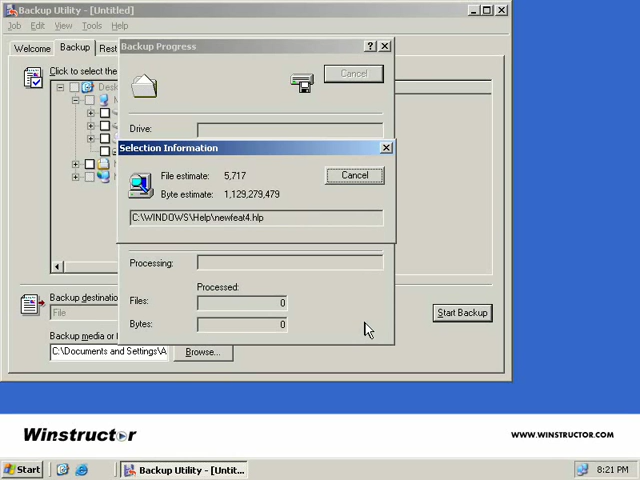 Backup Utility - [Untitled]
Job Edit View Tools Help
Welcome Backup Rest
Click to select the
Desk
Backup Progress
Cancel
Drive:
Selection Information
File estimate: 5,717
Cancel
Byte estimate: 1,129,279,479
C:\WINDOWS\Help\newfeat4.hlp
Processing:
Processed:
Files: 0
Bytes: 0
Backup destination
File
Start Backup
Backup media or f
C:\Documents and Settings\A
Browse...
Winstructor
WWW.WINSTRUCTOR.COM
Start
Backup Utility - [Untit...
8:21 PM